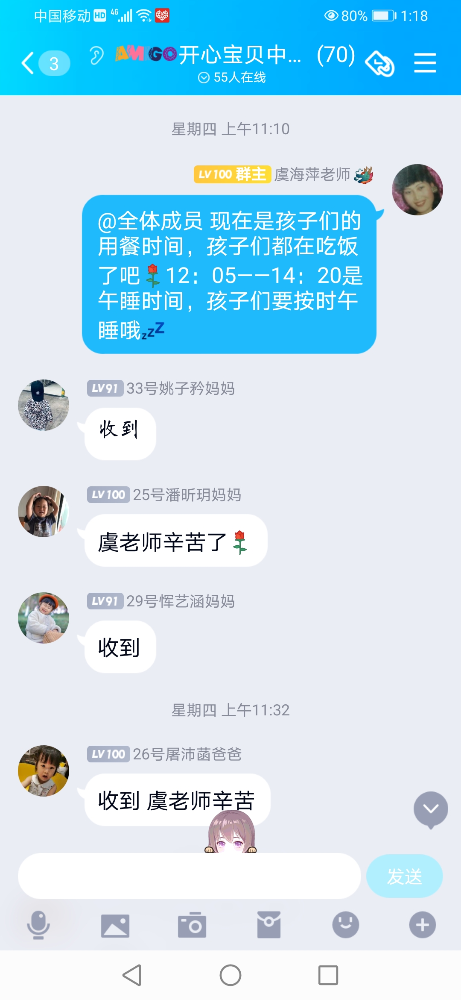 中国移动 HD 4G 80% 1:18
3 AMIGO开心宝贝中... (70)
55人在线
星期四 上午11:10
LV100 群主 虞海萍老师
@全体成员 现在是孩子们的
用餐时间，孩子们都在吃饭
了吧🌹12：05——14：20是
午睡时间，孩子们要按时午
睡哦💤
LV91 33号姚子矜妈妈
收到
LV100 25号潘昕玥妈妈
虞老师辛苦了🌹
LV91 29号恽艺涵妈妈
收到
星期四 上午11:32
LV100 26号屠沛菡爸爸
收到 虞老师辛苦
发送